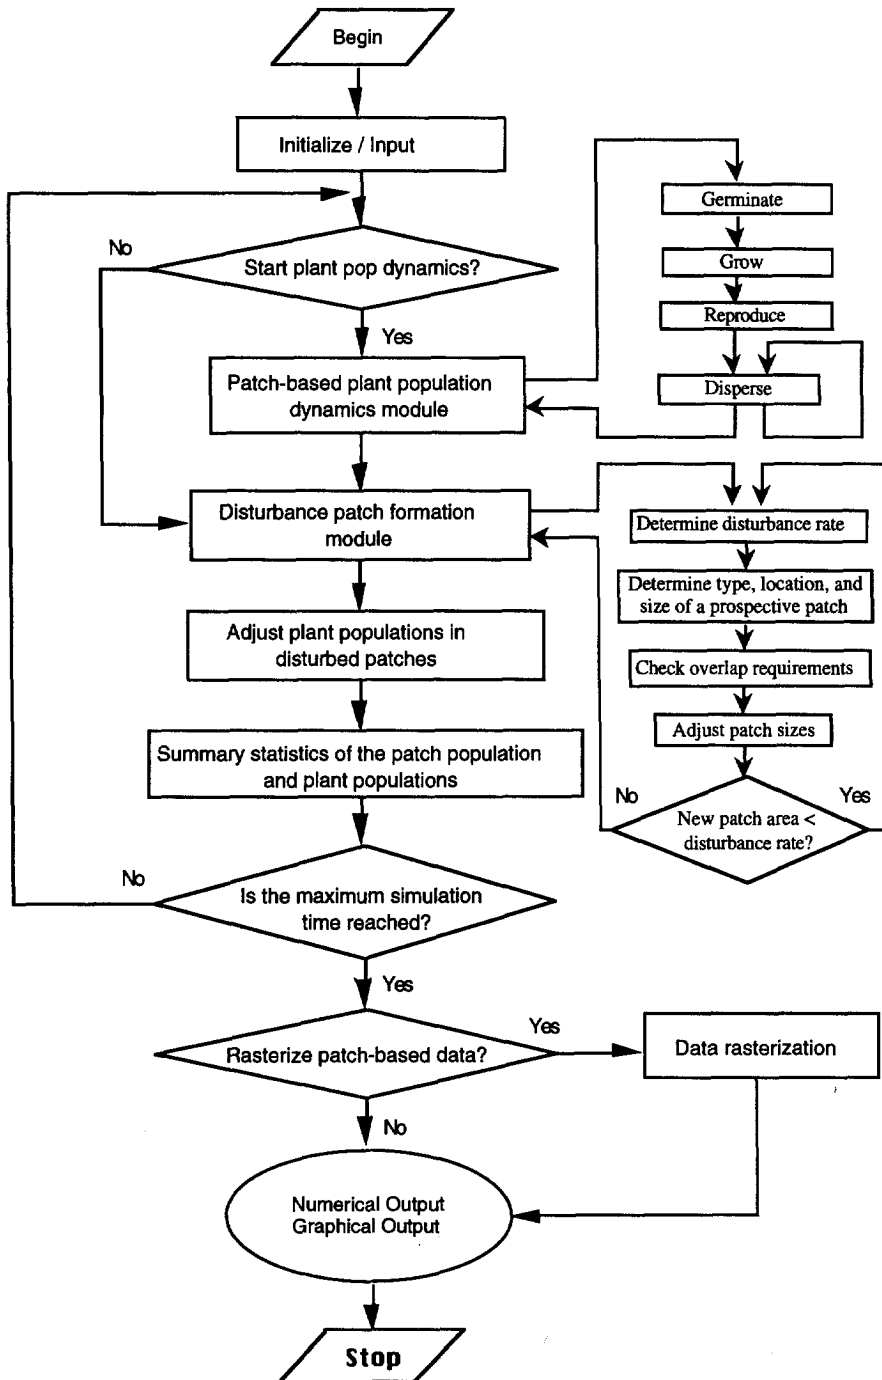 Begin
Initialize / Input
Start plant pop dynamics?
No
Yes
Patch-based plant population
dynamics module
Germinate
Grow
Reproduce
Disperse
Disturbance patch formation
module
Determine disturbance rate
Determine type, location, and
size of a prospective patch
Check overlap requirements
Adjust patch sizes
New patch area <
disturbance rate?
No
Yes
Adjust plant populations in
disturbed patches
Summary statistics of the patch population
and plant populations
Is the maximum simulation
time reached?
No
Yes
Rasterize patch-based data?
Yes
Data rasterization
No
Numerical Output
Graphical Output
Stop